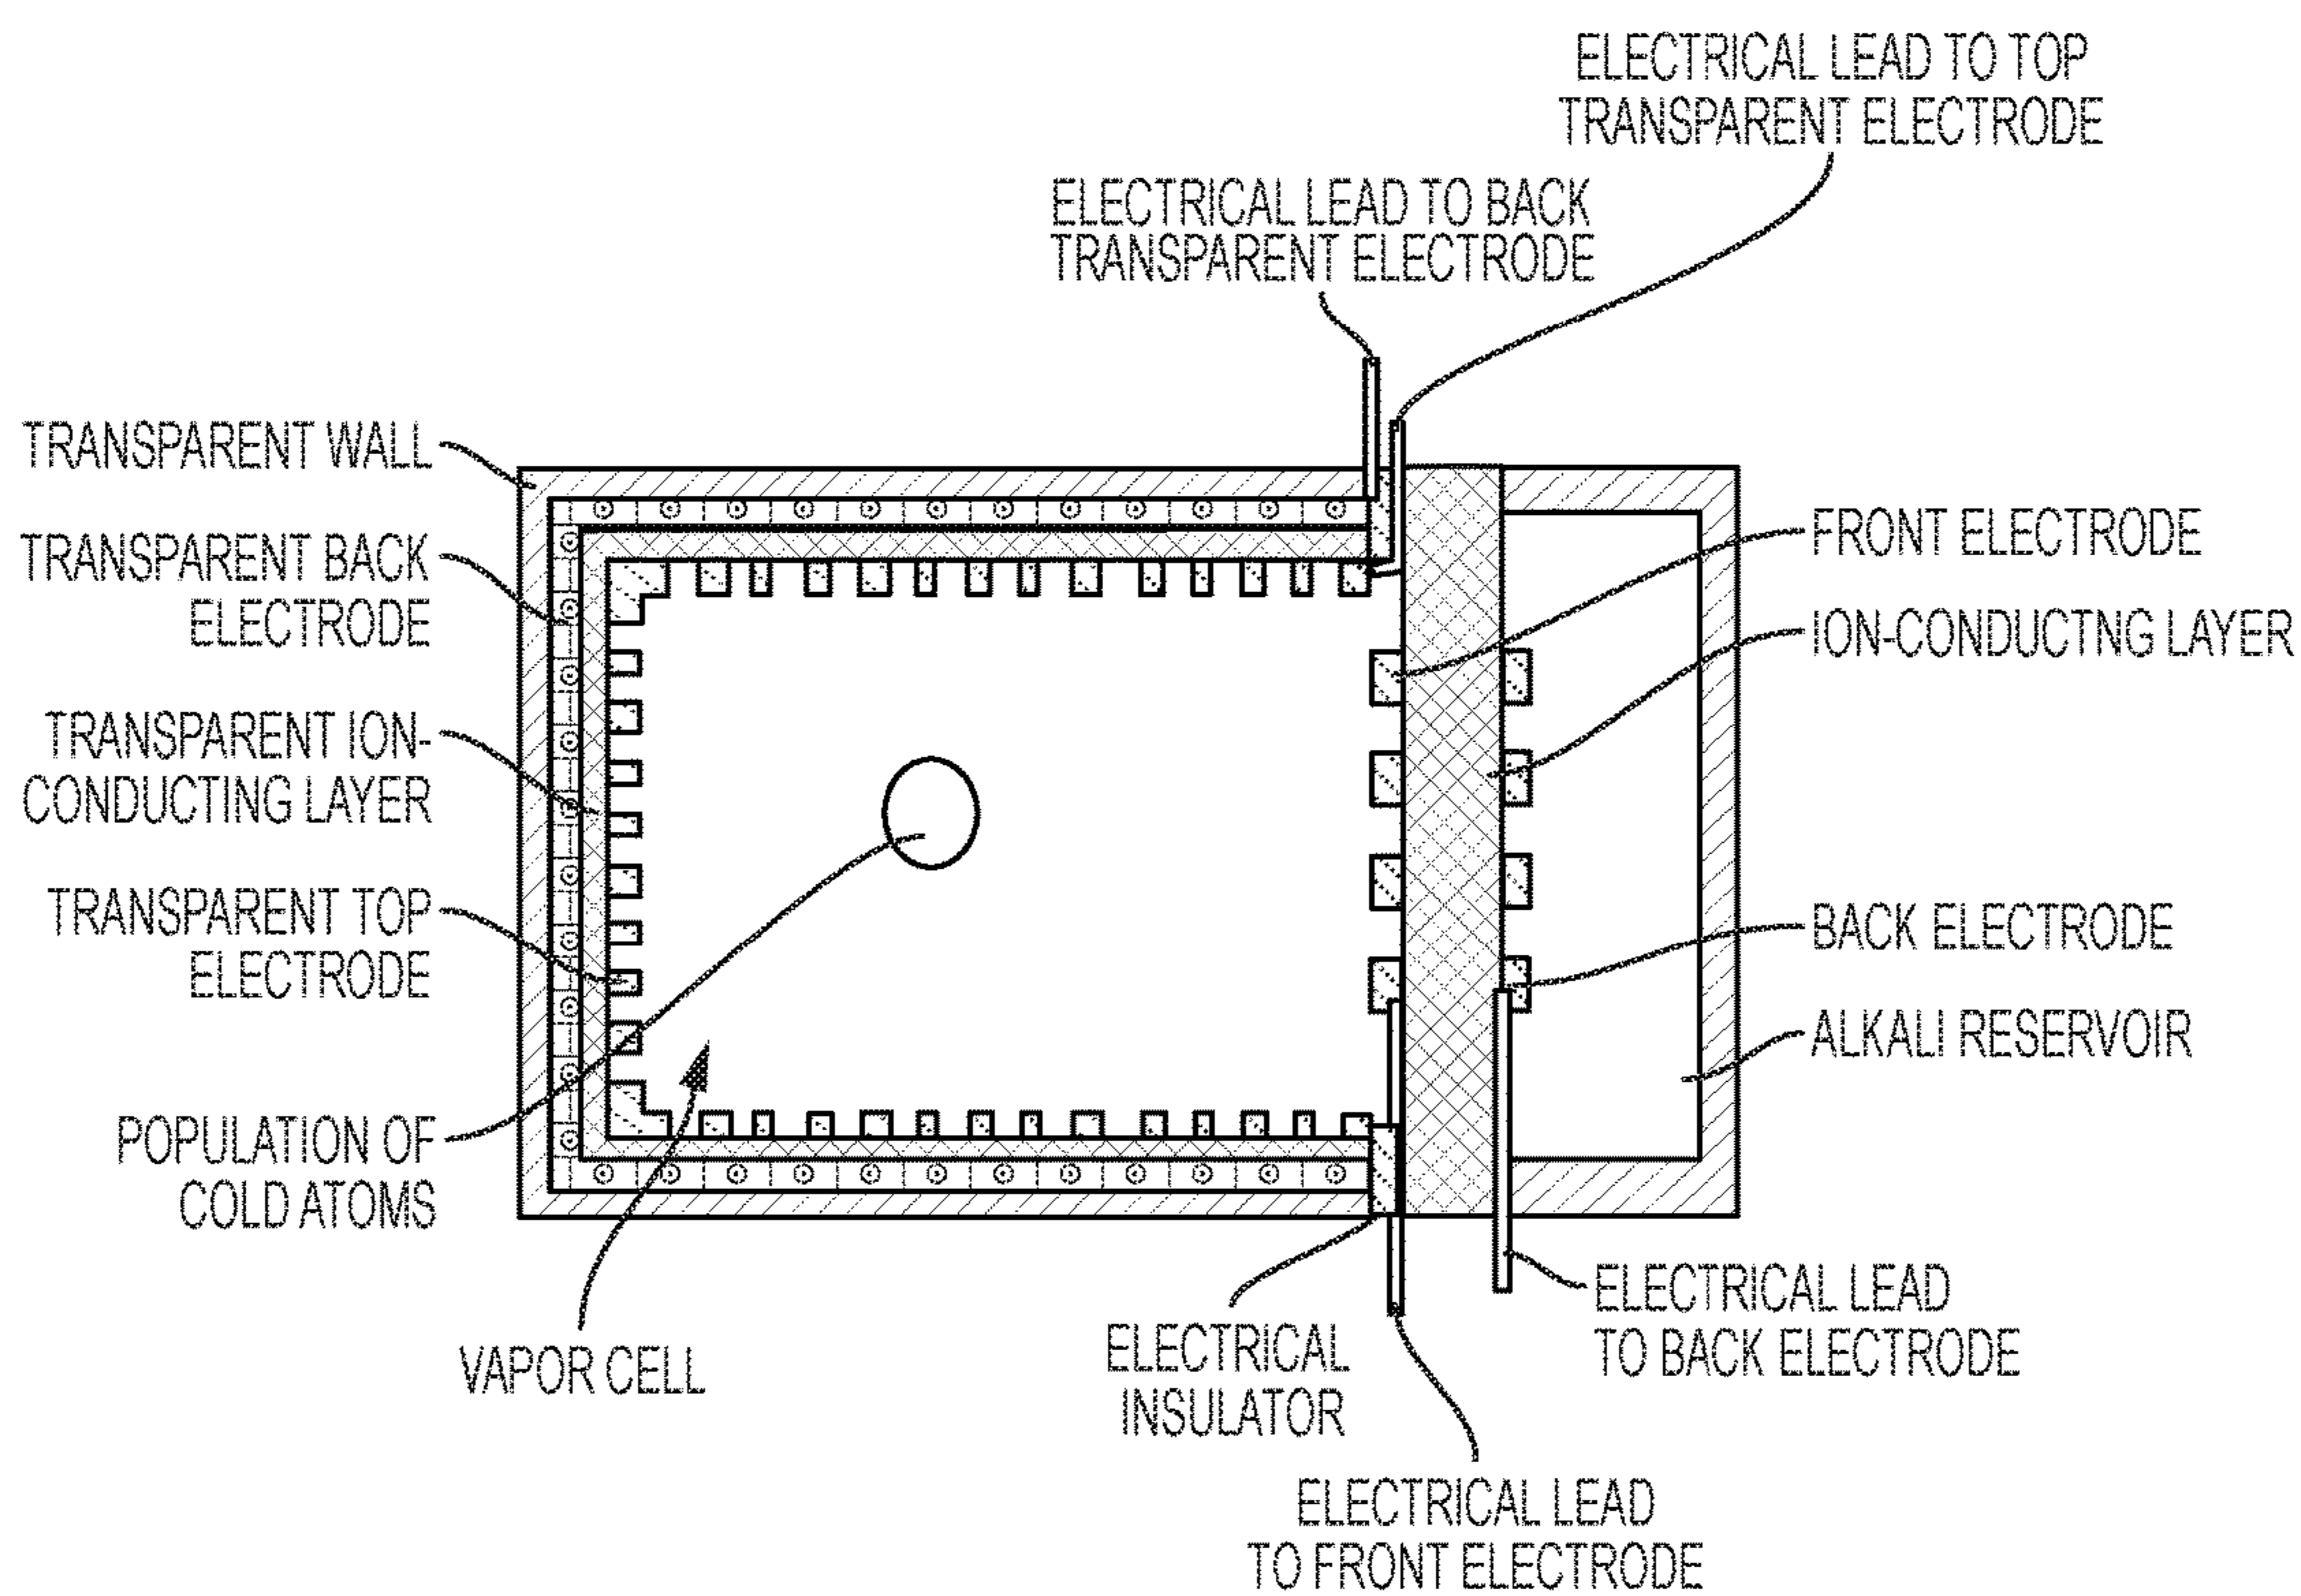 ELECTRICAL LEAD TO TOP
TRANSPARENT ELECTRODE
ELECTRICAL LEAD TO BACK
TRANSPARENT ELECTRODE
TRANSPARENT WALL
TRANSPARENT BACK
ELECTRODE
TRANSPARENT ION-
CONDUCTING LAYER
TRANSPARENT TOP
ELECTRODE
POPULATION OF
COLD ATOMS
VAPOR CELL
FRONT ELECTRODE
ION-CONDUCTNG LAYER
BACK ELECTRODE
ALKALI RESERVOIR
ELECTRICAL LEAD
TO BACK ELECTRODE
ELECTRICAL
INSULATOR
ELECTRICAL LEAD
TO FRONT ELECTRODE